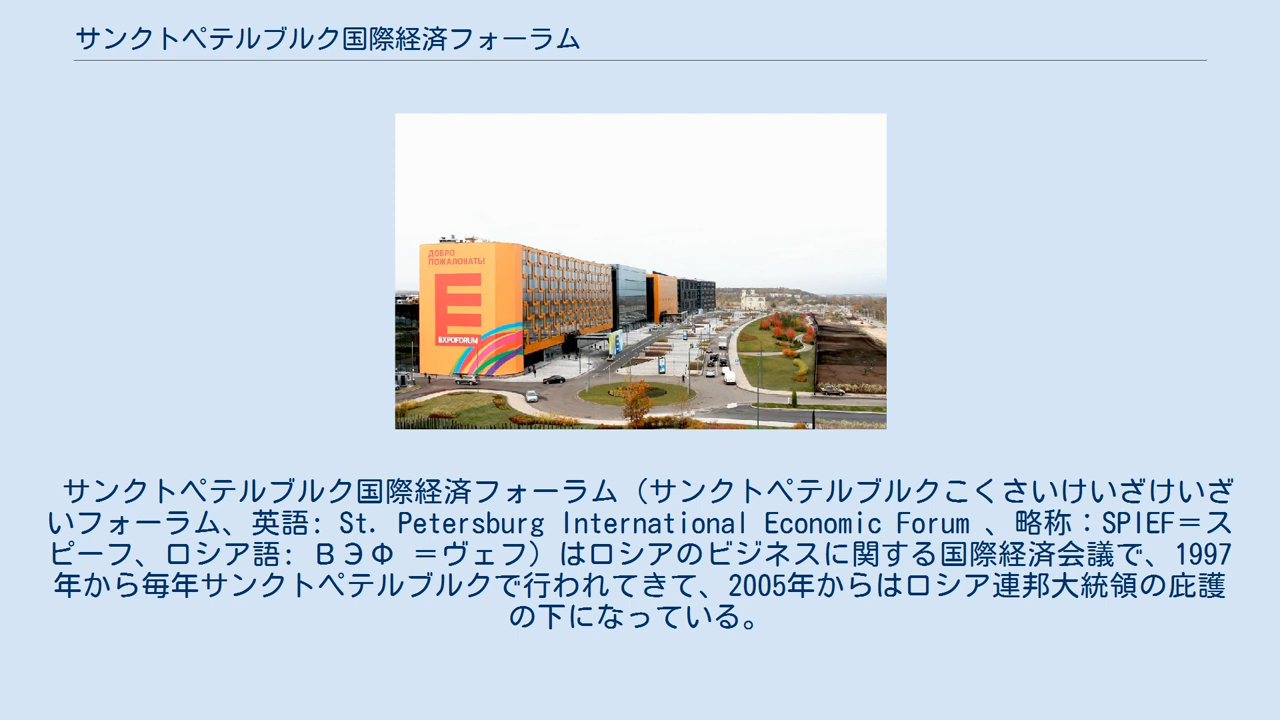 サンクトペテルブルク国際経済フォーラム
ДОБРО
ПОЖАЛОВАТЬ!
E
EXPOFORUM
サンクトペテルブルク国際経済フォーラム（サンクトペテルブルクこくさいけいざけいざ
いフォーラム、英語: St. Petersburg International Economic Forum 、略称：SPIEF＝ス
ピーフ、ロシア語: ВЭФ ＝ヴェフ）はロシアのビジネスに関する国際経済会議で、1997
年から毎年サンクトペテルブルクで行われてきて、2005年からはロシア連邦大統領の庇護
の下になっている。